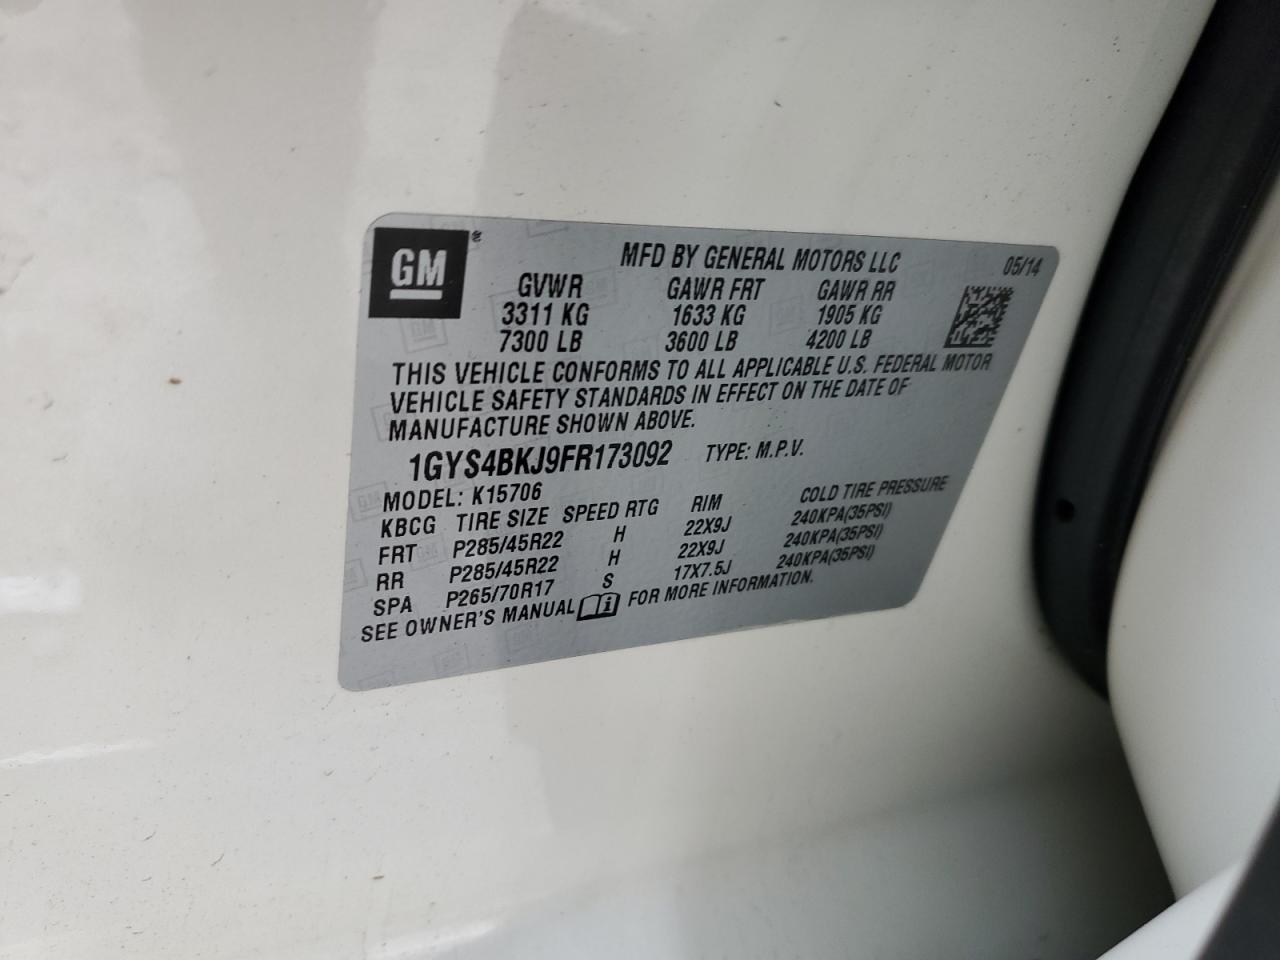 GM ®
MFD BY GENERAL MOTORS LLC 05/14
GVWR GAWR FRT GAWR RR
3311 KG 1633 KG 1905 KG
7300 LB 3600 LB 4200 LB
THIS VEHICLE CONFORMS TO ALL APPLICABLE U.S. FEDERAL MOTOR
VEHICLE SAFETY STANDARDS IN EFFECT ON THE DATE OF
MANUFACTURE SHOWN ABOVE.
1GYS4BKJ9FR173092 TYPE: M.P.V.
MODEL: K15706
KBCG TIRE SIZE SPEED RTG RIM COLD TIRE PRESSURE
FRT P285/45R22 H 22X9J 240KPA(35PSI)
RR P285/45R22 H 22X9J 240KPA(35PSI)
SPA P265/70R17 S 17X7.5J 240KPA(35PSI)
SEE OWNER'S MANUAL i FOR MORE INFORMATION.